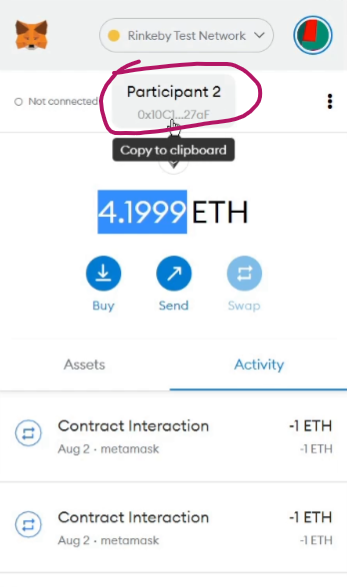 Rinkeby Test Network
Not connected
Participant 2
0x10C1...27aF
Copy to clipboard
4.1999 ETH
Buy
Send
Swap
Assets
Activity
Contract Interaction
-1 ETH
Aug 2 · metamask
-1 ETH
Contract Interaction
-1 ETH
Aug 2 · metamask
-1 ETH